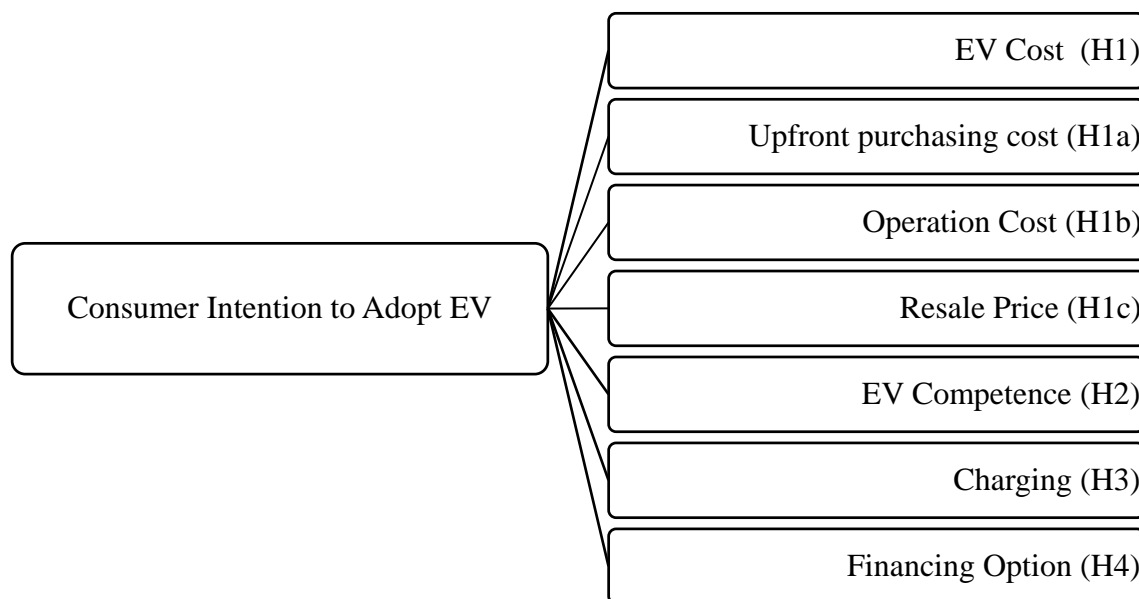 EV Cost (H1)
Upfront purchasing cost (H1a)
Operation Cost (H1b)
Consumer Intention to Adopt EV
Resale Price (H1c)
EV Competence (H2)
Charging (H3)
Financing Option (H4)